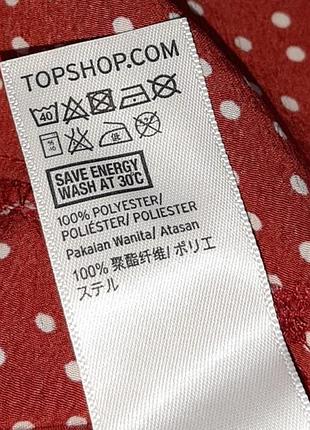 TOPSHOP.COM
40
SAVE ENERGY
WASH AT 30°C
100% POLYESTER/
POLIÉSTER/ POLIESTER
Pakaian Wanita/ Atasan
100% 聚酯纤维/ ポリエ
ステル